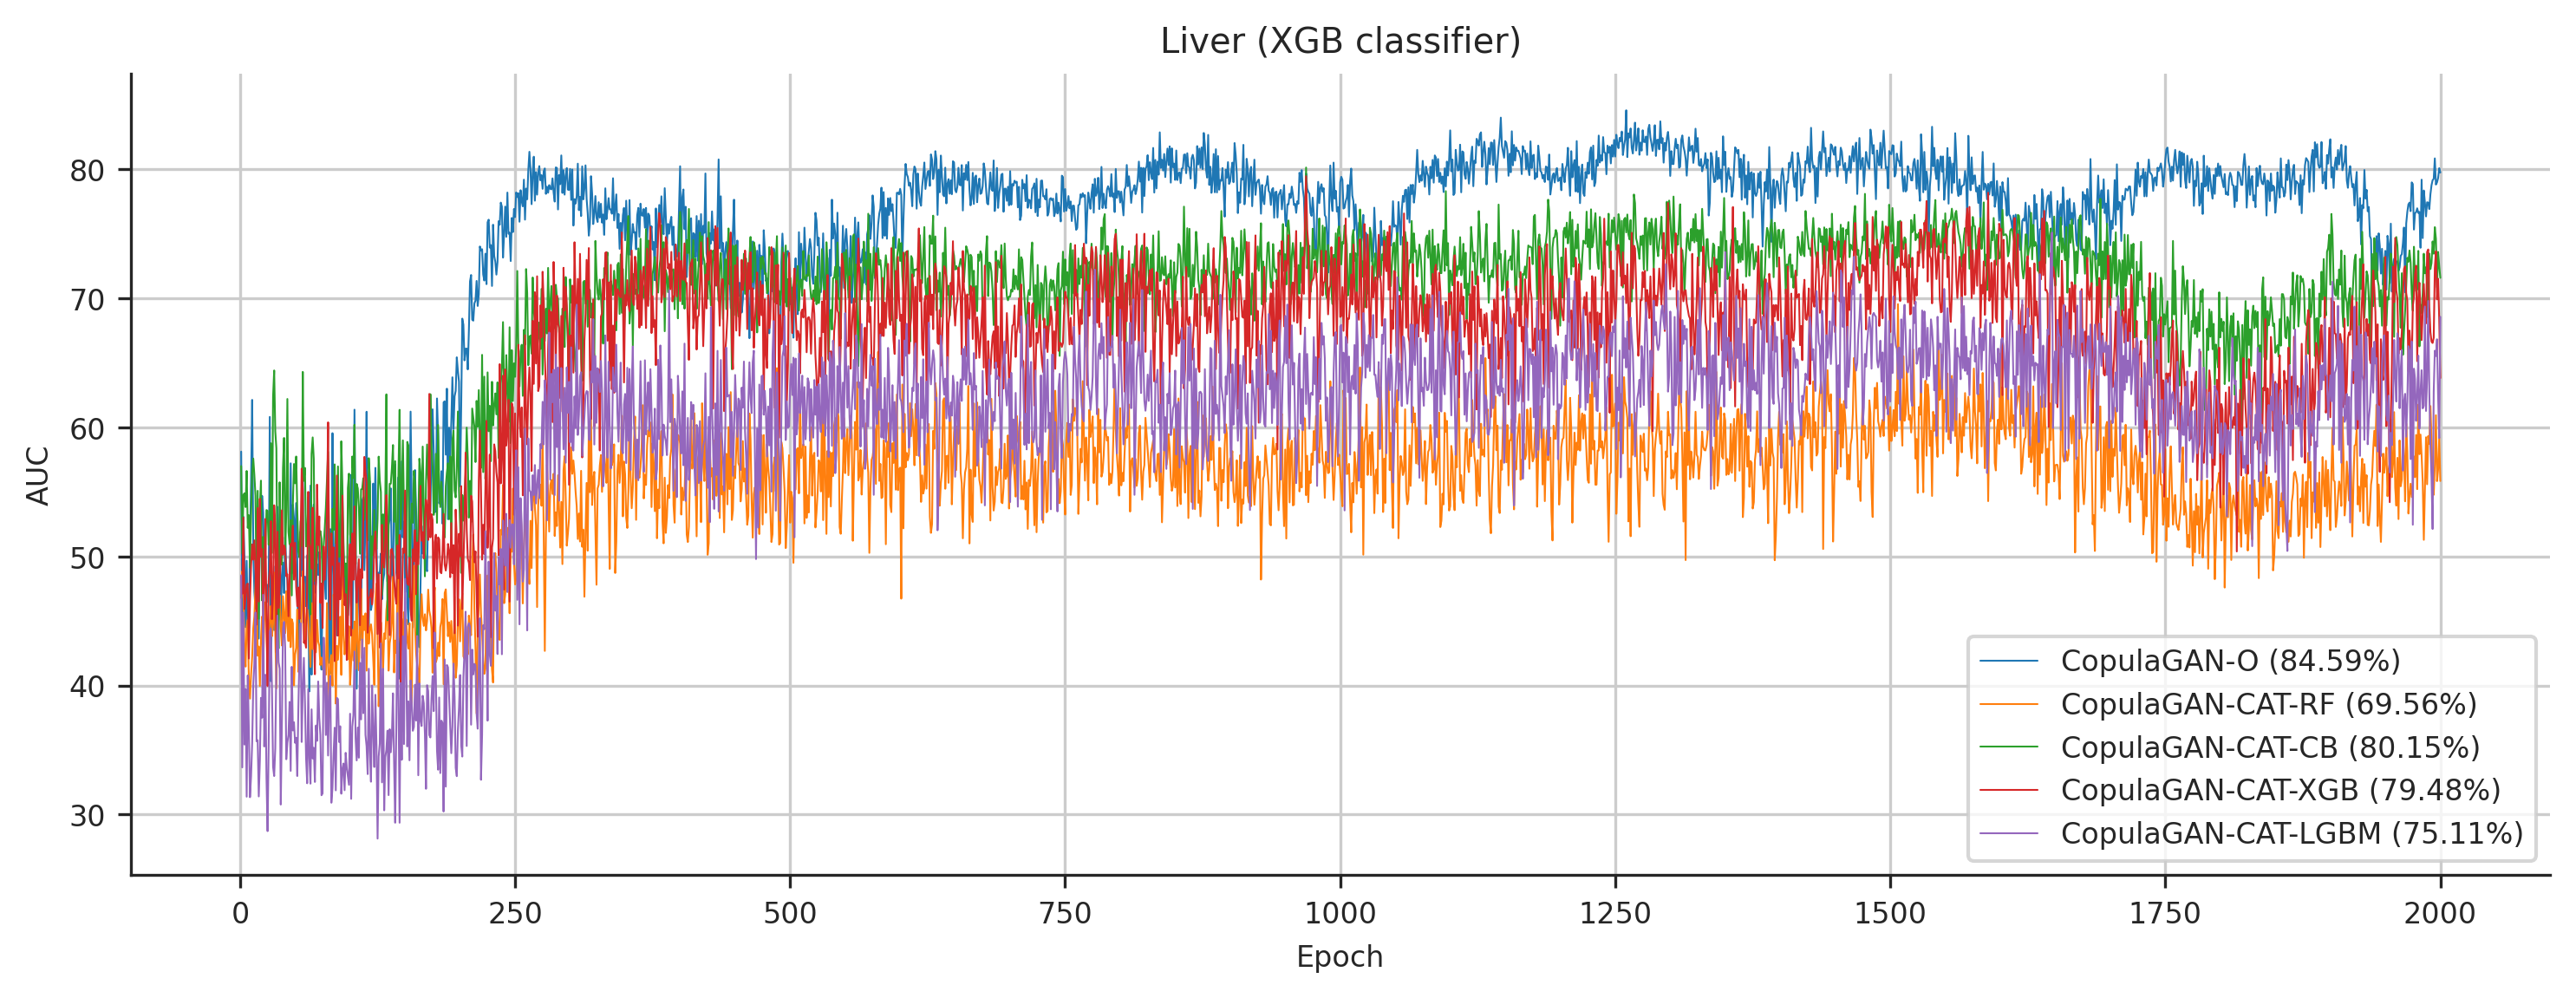 Liver (XGB classifier)
AUC
80
70
60
50
40
30
CopulaGAN-O (84.59%)
CopulaGAN-CAT-RF (69.56%)
CopulaGAN-CAT-CB (80.15%)
CopulaGAN-CAT-XGB (79.48%)
CopulaGAN-CAT-LGBM (75.11%)
0 250 500 750 1000 1250 1500 1750 2000
Epoch